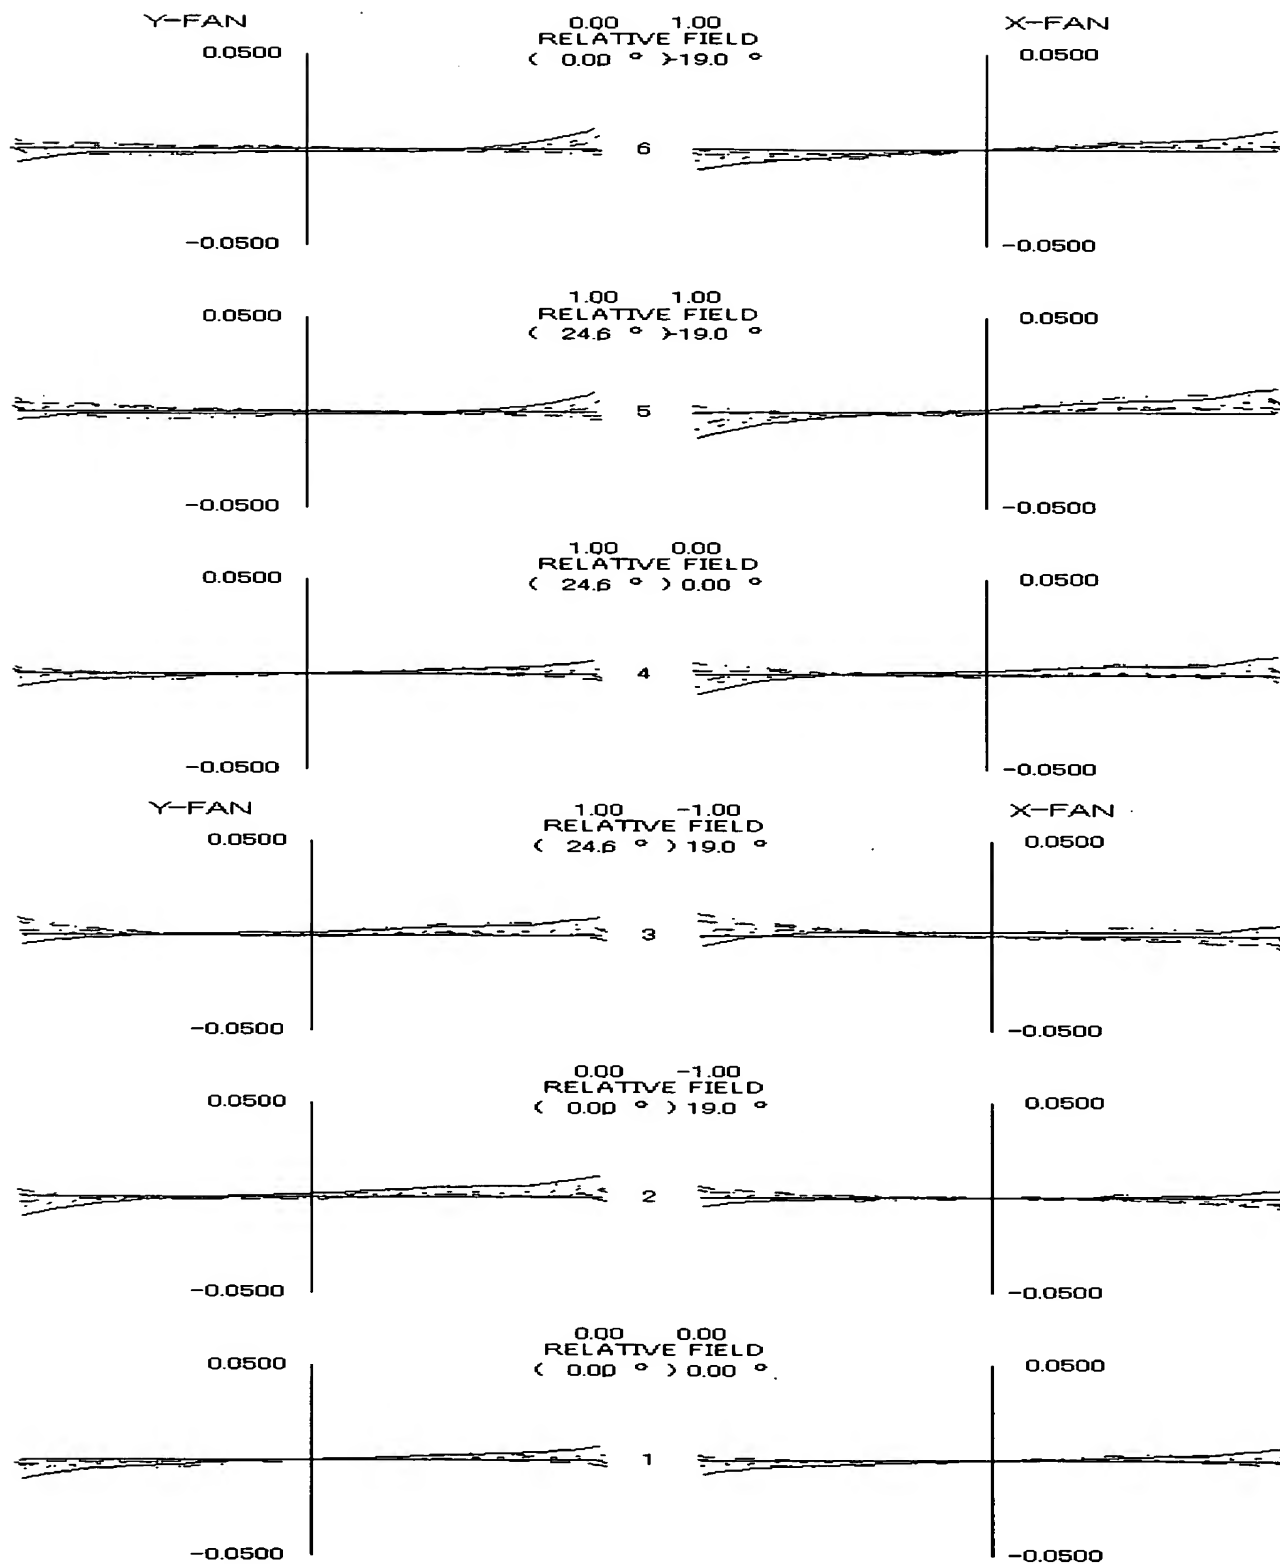 Y-FAN 0.00 1.00 X-FAN
RELATIVE FIELD
0.0500 ( 0.00 ° )-19.0 ° 0.0500
6
-0.0500 -0.0500
1.00 1.00
RELATIVE FIELD
0.0500 ( 24.6 ° )-19.0 ° 0.0500
5
-0.0500 -0.0500
1.00 0.00
RELATIVE FIELD
0.0500 ( 24.6 ° ) 0.00 ° 0.0500
4
-0.0500 -0.0500
Y-FAN 1.00 -1.00 X-FAN
RELATIVE FIELD
0.0500 ( 24.6 ° ) 19.0 ° 0.0500
3
-0.0500 -0.0500
0.00 -1.00
RELATIVE FIELD
0.0500 ( 0.00 ° ) 19.0 ° 0.0500
2
-0.0500 -0.0500
0.00 0.00
RELATIVE FIELD
0.0500 ( 0.00 ° ) 0.00 ° 0.0500
1
-0.0500 -0.0500